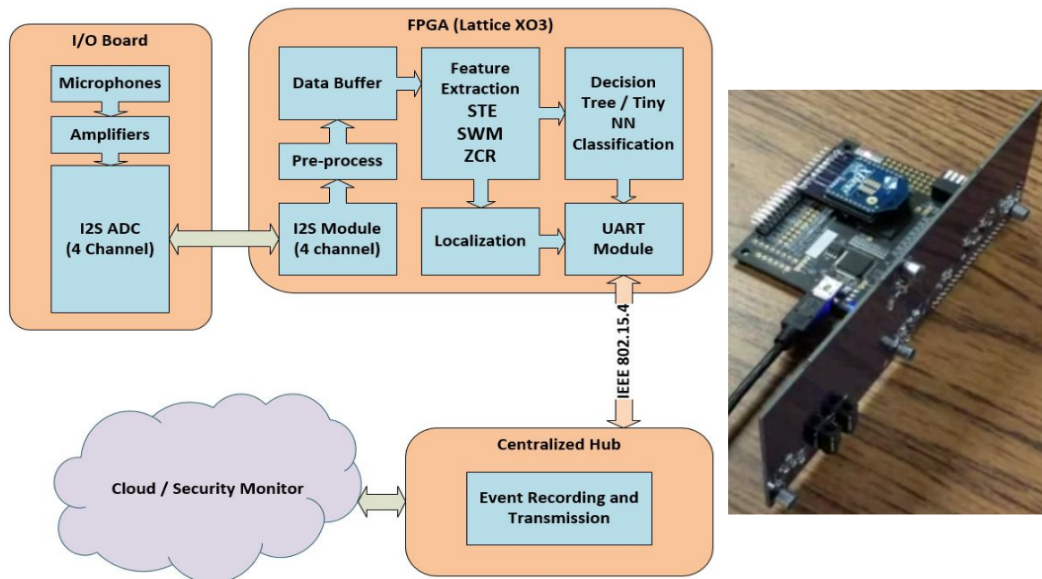 I/O Board
Microphones
Amplifiers
I2S ADC
(4 Channel)
FPGA (Lattice XO3)
Data Buffer
Pre-process
I2S Module
(4 channel)
Feature
Extraction
STE
SWM
ZCR
Localization
Decision
Tree / Tiny
NN
Classification
UART
Module
IEEE 802.15.4
Centralized Hub
Event Recording and
Transmission
Cloud / Security Monitor